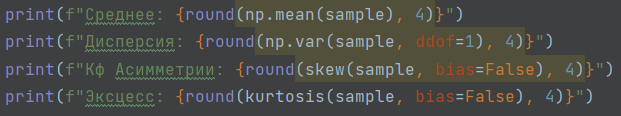 print(f"Среднее: {round(np.mean(sample), 4)}")
print(f"Дисперсия: {round(np.var(sample, ddof=1), 4)}")
print(f"Кф Асимметрии: {round(skew(sample, bias=False), 4)}")
print(f"Эксцесс: {round(kurtosis(sample, bias=False), 4)}")